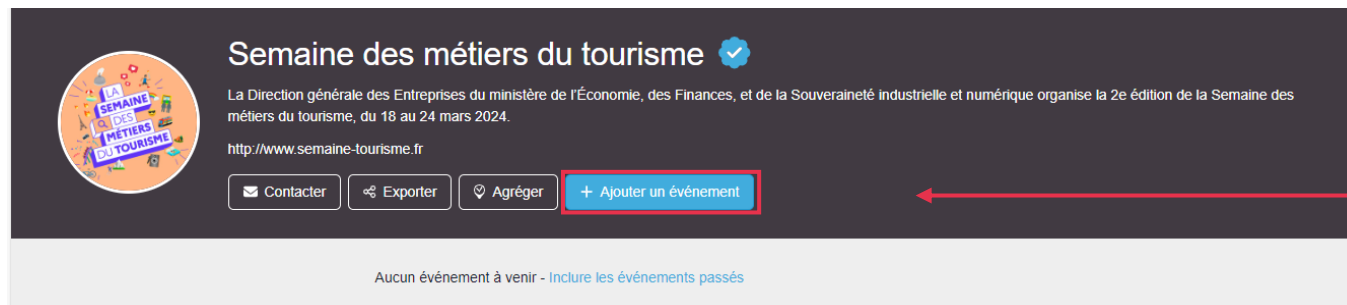 Semaine des métiers du tourisme
La Direction générale des Entreprises du ministère de l'Économie, des Finances, et de la Souveraineté industrielle et numérique organise la 2e édition de la Semaine des
métiers du tourisme, du 18 au 24 mars 2024.
http://www.semaine-tourisme.fr
LA
SEMAINE
DES
MÉTIERS
DU TOURISME
Contacter
Exporter
Agréger
+ Ajouter un événement
Aucun événement à venir - Inclure les événements passés